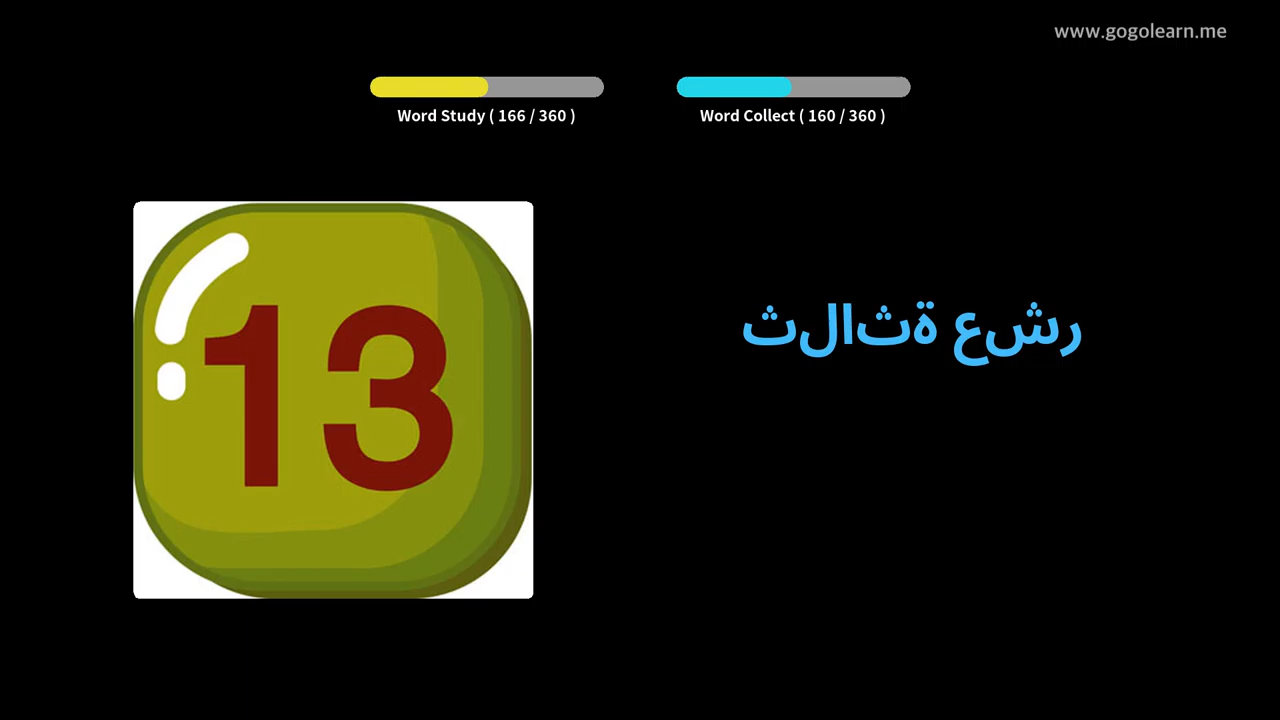 www.gogolearn.me
Word Study ( 166 / 360 )
Word Collect ( 160 / 360 )
13
رشع ةثالث